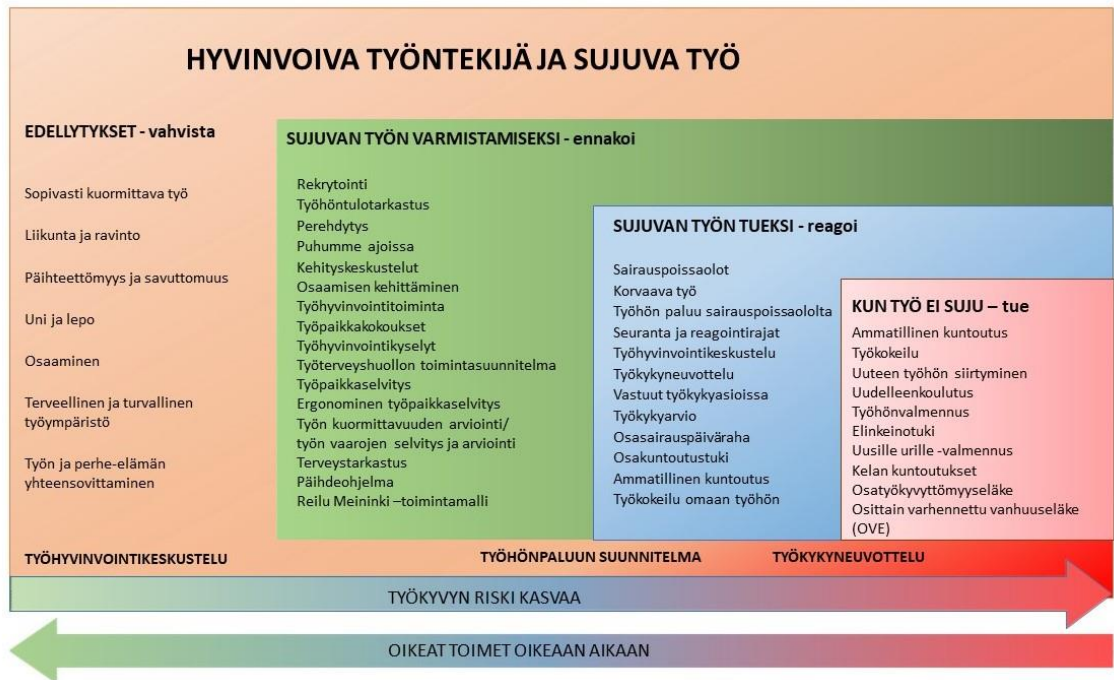 HYVINVOIVA TYÖNTEKIJÄ JA SUJUVA TYÖ
EDELLYTYKSET - vahvista
Sopivasti kuormittava työ
Liikunta ja ravinto
Päihteettömyys ja savuttomuus
Uni ja lepo
Osaaminen
Terveellinen ja turvallinen
työympäristö
Työn ja perhe-elämän
yhteensovittaminen
SUJUVAN TYÖN VARMISTAMISEKSI - ennakoi
Rekrytointi
Työhöntulotarkastus
Perehdytys
Puhumme ajoissa
Kehityskeskustelut
Osaamisen kehittäminen
Työhyvinvointitoiminta
Työpaikkakokoukset
Työhyvinvointikyselyt
Työterveyshuollon toimintasuunnitelma
Työpaikkaselvitys
Ergonominen työpaikkaselvitys
Työn kuormittavuuden arviointi/
työn vaarojen selvitys ja arviointi
Terveystarkastus
Päihdeohjelma
Reilu Meininki –toimintamalli
SUJUVAN TYÖN TUEKSI - reagoi
Sairauspoissaolot
Korvaava työ
Työhön paluu sairauspoissaololta
Seuranta ja reagointirajat
Työhyvinvointikeskustelu
Työkykyneuvottelu
Vastuut työkykyasioissa
Työkykyarvio
Osasairauspäiväraha
Osakuntoutustuki
Ammatillinen kuntoutus
Työkokeilu omaan työhön
KUN TYÖ EI SUJU – tue
Ammatillinen kuntoutus
Työkokeilu
Uuteen työhön siirtyminen
Uudelleenkoulutus
Työhönvalmennus
Elinkeinotuki
Uusille urille -valmennus
Kelan kuntoutukset
Osatyökyvyttömyyseläke
Osittain varhennettu vanhuuseläke
(OVE)
TYÖHYVINVOINTIKESKUSTELU
TYÖHÖNPALUUN SUUNNITELMA
TYÖKYKYNEUVOTTELU
TYÖKYVYN RISKI KASVAA
OIKEAT TOIMET OIKEAAN AIKAAN